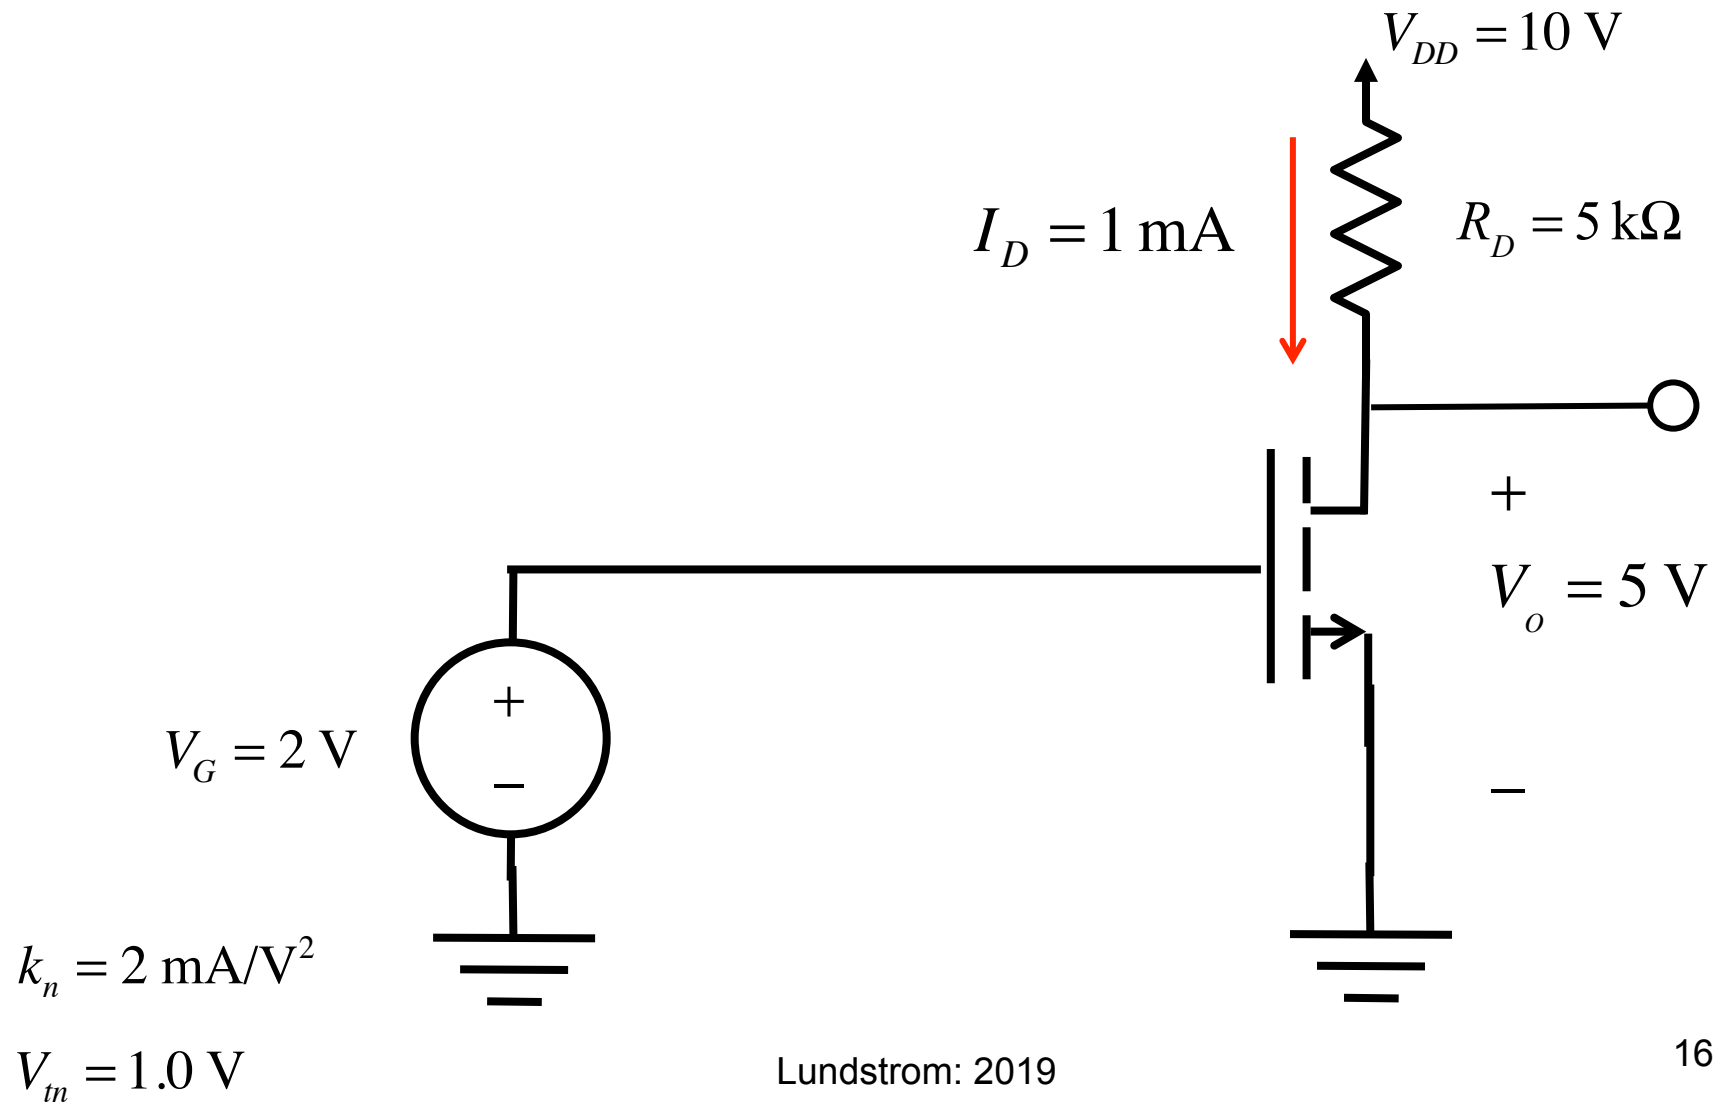 V_DD = 10 V
I_D = 1 mA
R_D = 5 kΩ
+
V_o = 5 V
−
+
V_G = 2 V
−
k_n = 2 mA/V²
V_tn = 1.0 V
Lundstrom: 2019
16